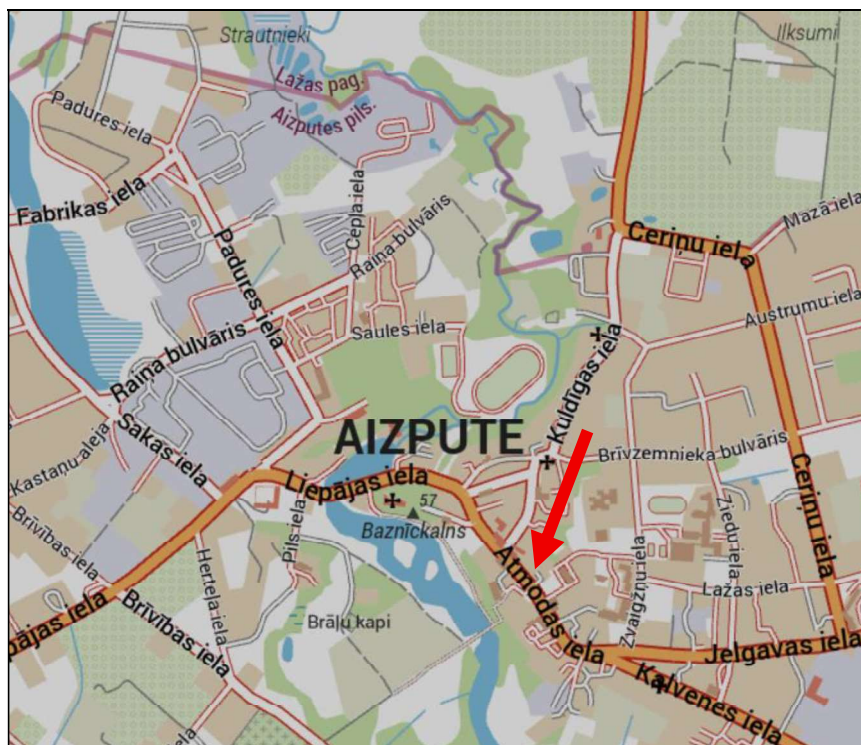 Strautnieki
Ilksumi
Lažas pag.
Aizputes pils.
Padures iela
Fabrikas iela
Cepļa iela
Raiņa bulvāris
Padures iela
Ceriņu iela
Mazā iela
Austrumu iela
Saules iela
Raiņa bulvāris
Kuldīgas iela
Sakas iela
Kastaņu aleja
AIZPUTE
Brīvzemnieka bulvāris
Ceriņu iela
Liepājas iela
57
Baznīckalns
Pils iela
Atmodas iela
Ziedu iela
Zvaigžņu iela
Lažas iela
Brīvības iela
Hertela iela
Brāļu kapi
pājas iela
Brīvības iela
Jelgavas iela
Kalvenes iela